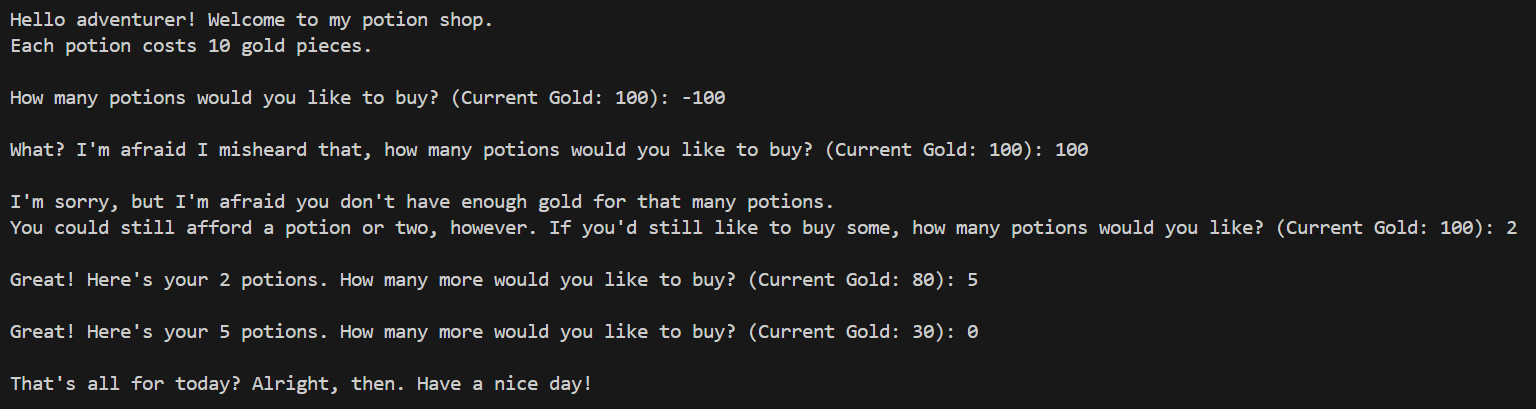 Hello adventurer! Welcome to my potion shop.
Each potion costs 10 gold pieces.
How many potions would you like to buy? (Current Gold: 100): -100
What? I'm afraid I misheard that, how many potions would you like to buy? (Current Gold: 100): 100
I'm sorry, but I'm afraid you don't have enough gold for that many potions.
You could still afford a potion or two, however. If you'd still like to buy some, how many potions would you like? (Current Gold: 100): 2
Great! Here's your 2 potions. How many more would you like to buy? (Current Gold: 80): 5
Great! Here's your 5 potions. How many more would you like to buy? (Current Gold: 30): 0
That's all for today? Alright, then. Have a nice day!